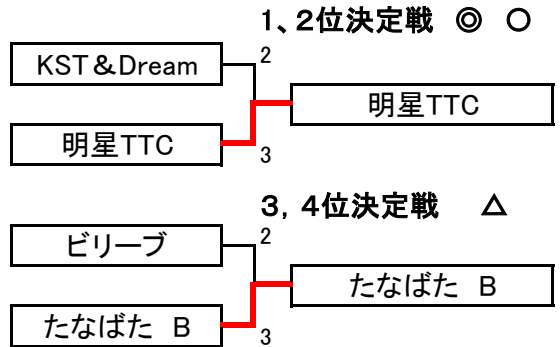 1、2位決定戦 ◎ ○
KST＆Dream
2
明星TTC
明星TTC
3
3，4位決定戦 △
ビリーブ
2
たなばた B
たなばた B
3